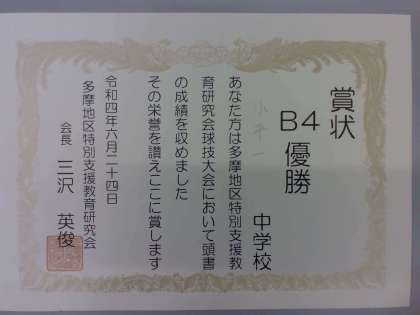 賞状
B4 優勝
中学校
あなた方は多摩地区特別支援教
育研究会球技大会において頭書
の成績を収めました
その栄誉を讃えここに賞します
令和四年六月二十四日
多摩地区特別支援教育研究会
会長 三沢 英俊